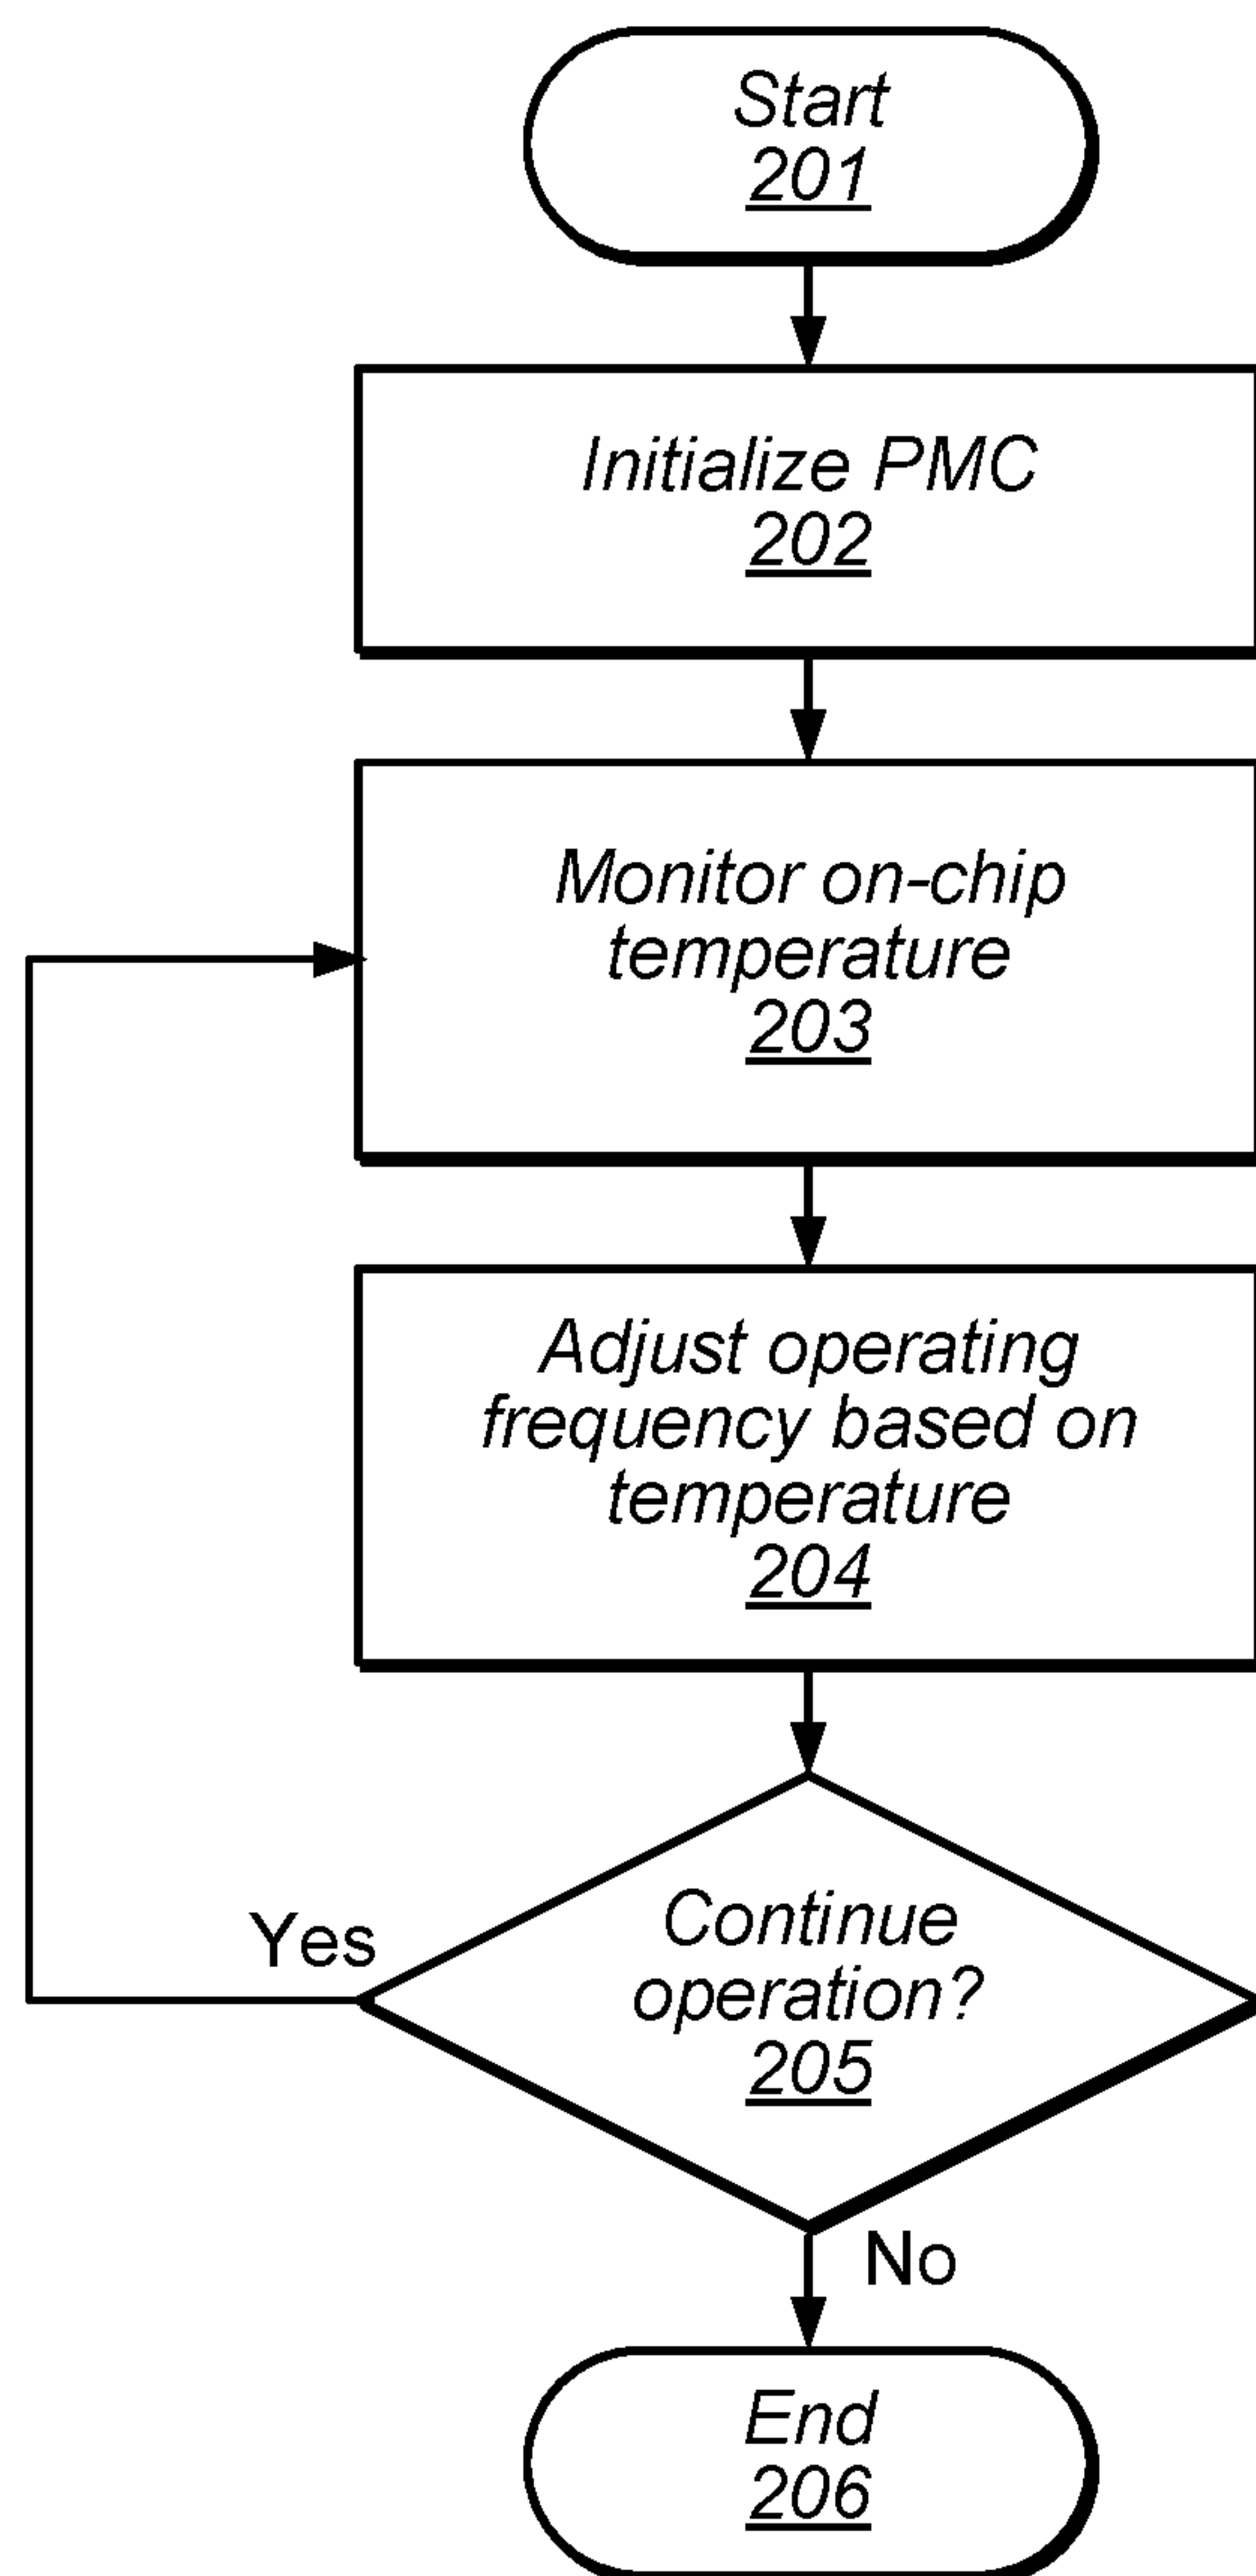 Start
201
Initialize PMC
202
Monitor on-chip
temperature
203
Adjust operating
frequency based on
temperature
204
Continue
operation?
205
Yes
No
End
206